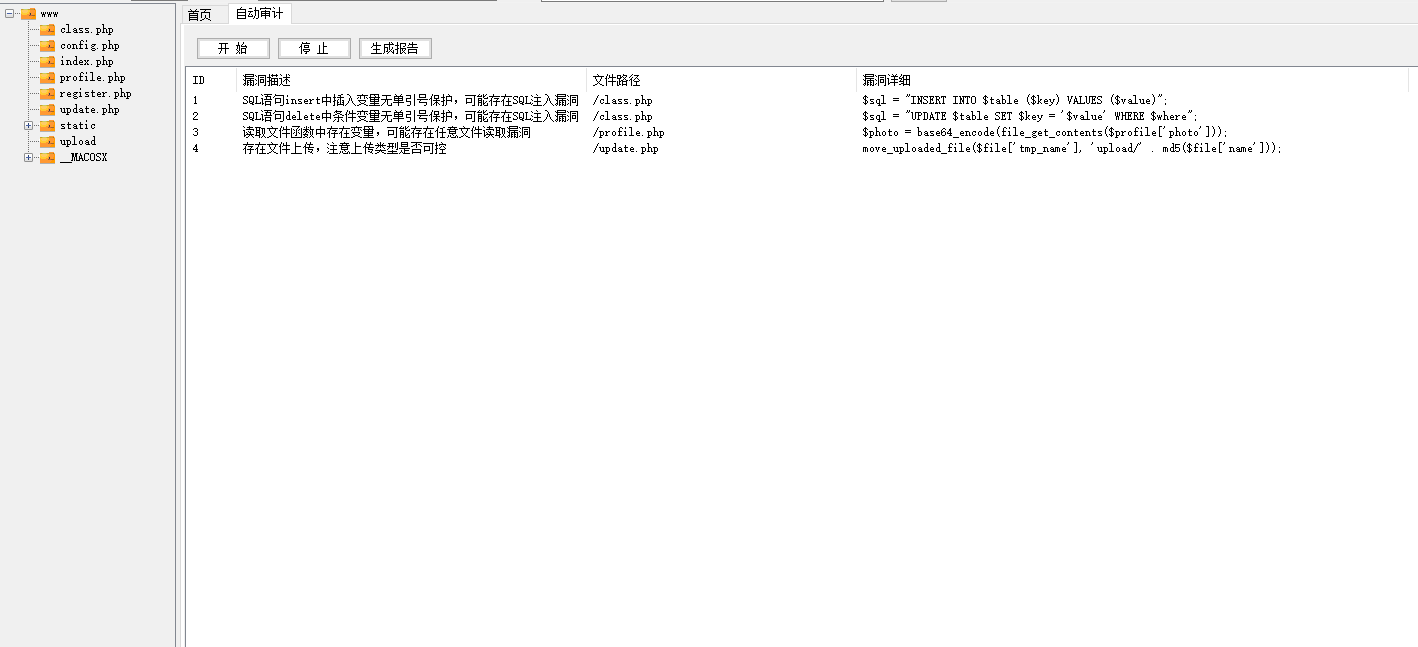 www
class.php
config.php
index.php
profile.php
register.php
update.php
static
upload
__MACOSX
首页 自动审计
开 始 停 止 生成报告
ID 漏洞描述 文件路径 漏洞详细
1 SQL语句insert中插入变量无单引号保护，可能存在SQL注入漏洞 /class.php $sql = "INSERT INTO $table ($key) VALUES ($value)";
2 SQL语句delete中条件变量无单引号保护，可能存在SQL注入漏洞 /class.php $sql = "UPDATE $table SET $key = '$value' WHERE $where";
3 读取文件函数中存在变量，可能存在任意文件读取漏洞 /profile.php $photo = base64_encode(file_get_contents($profile['photo']));
4 存在文件上传，注意上传类型是否可控 /update.php move_uploaded_file($file['tmp_name'], 'upload/' . md5($file['name']));